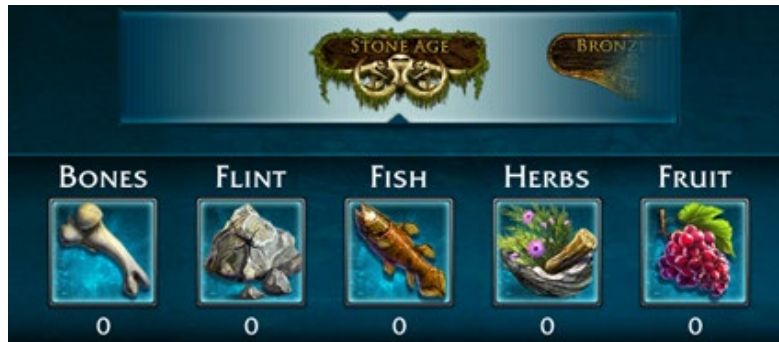 STONE AGE
BRONZ
BONES FLINT FISH HERBS FRUIT
0 0 0 0 0